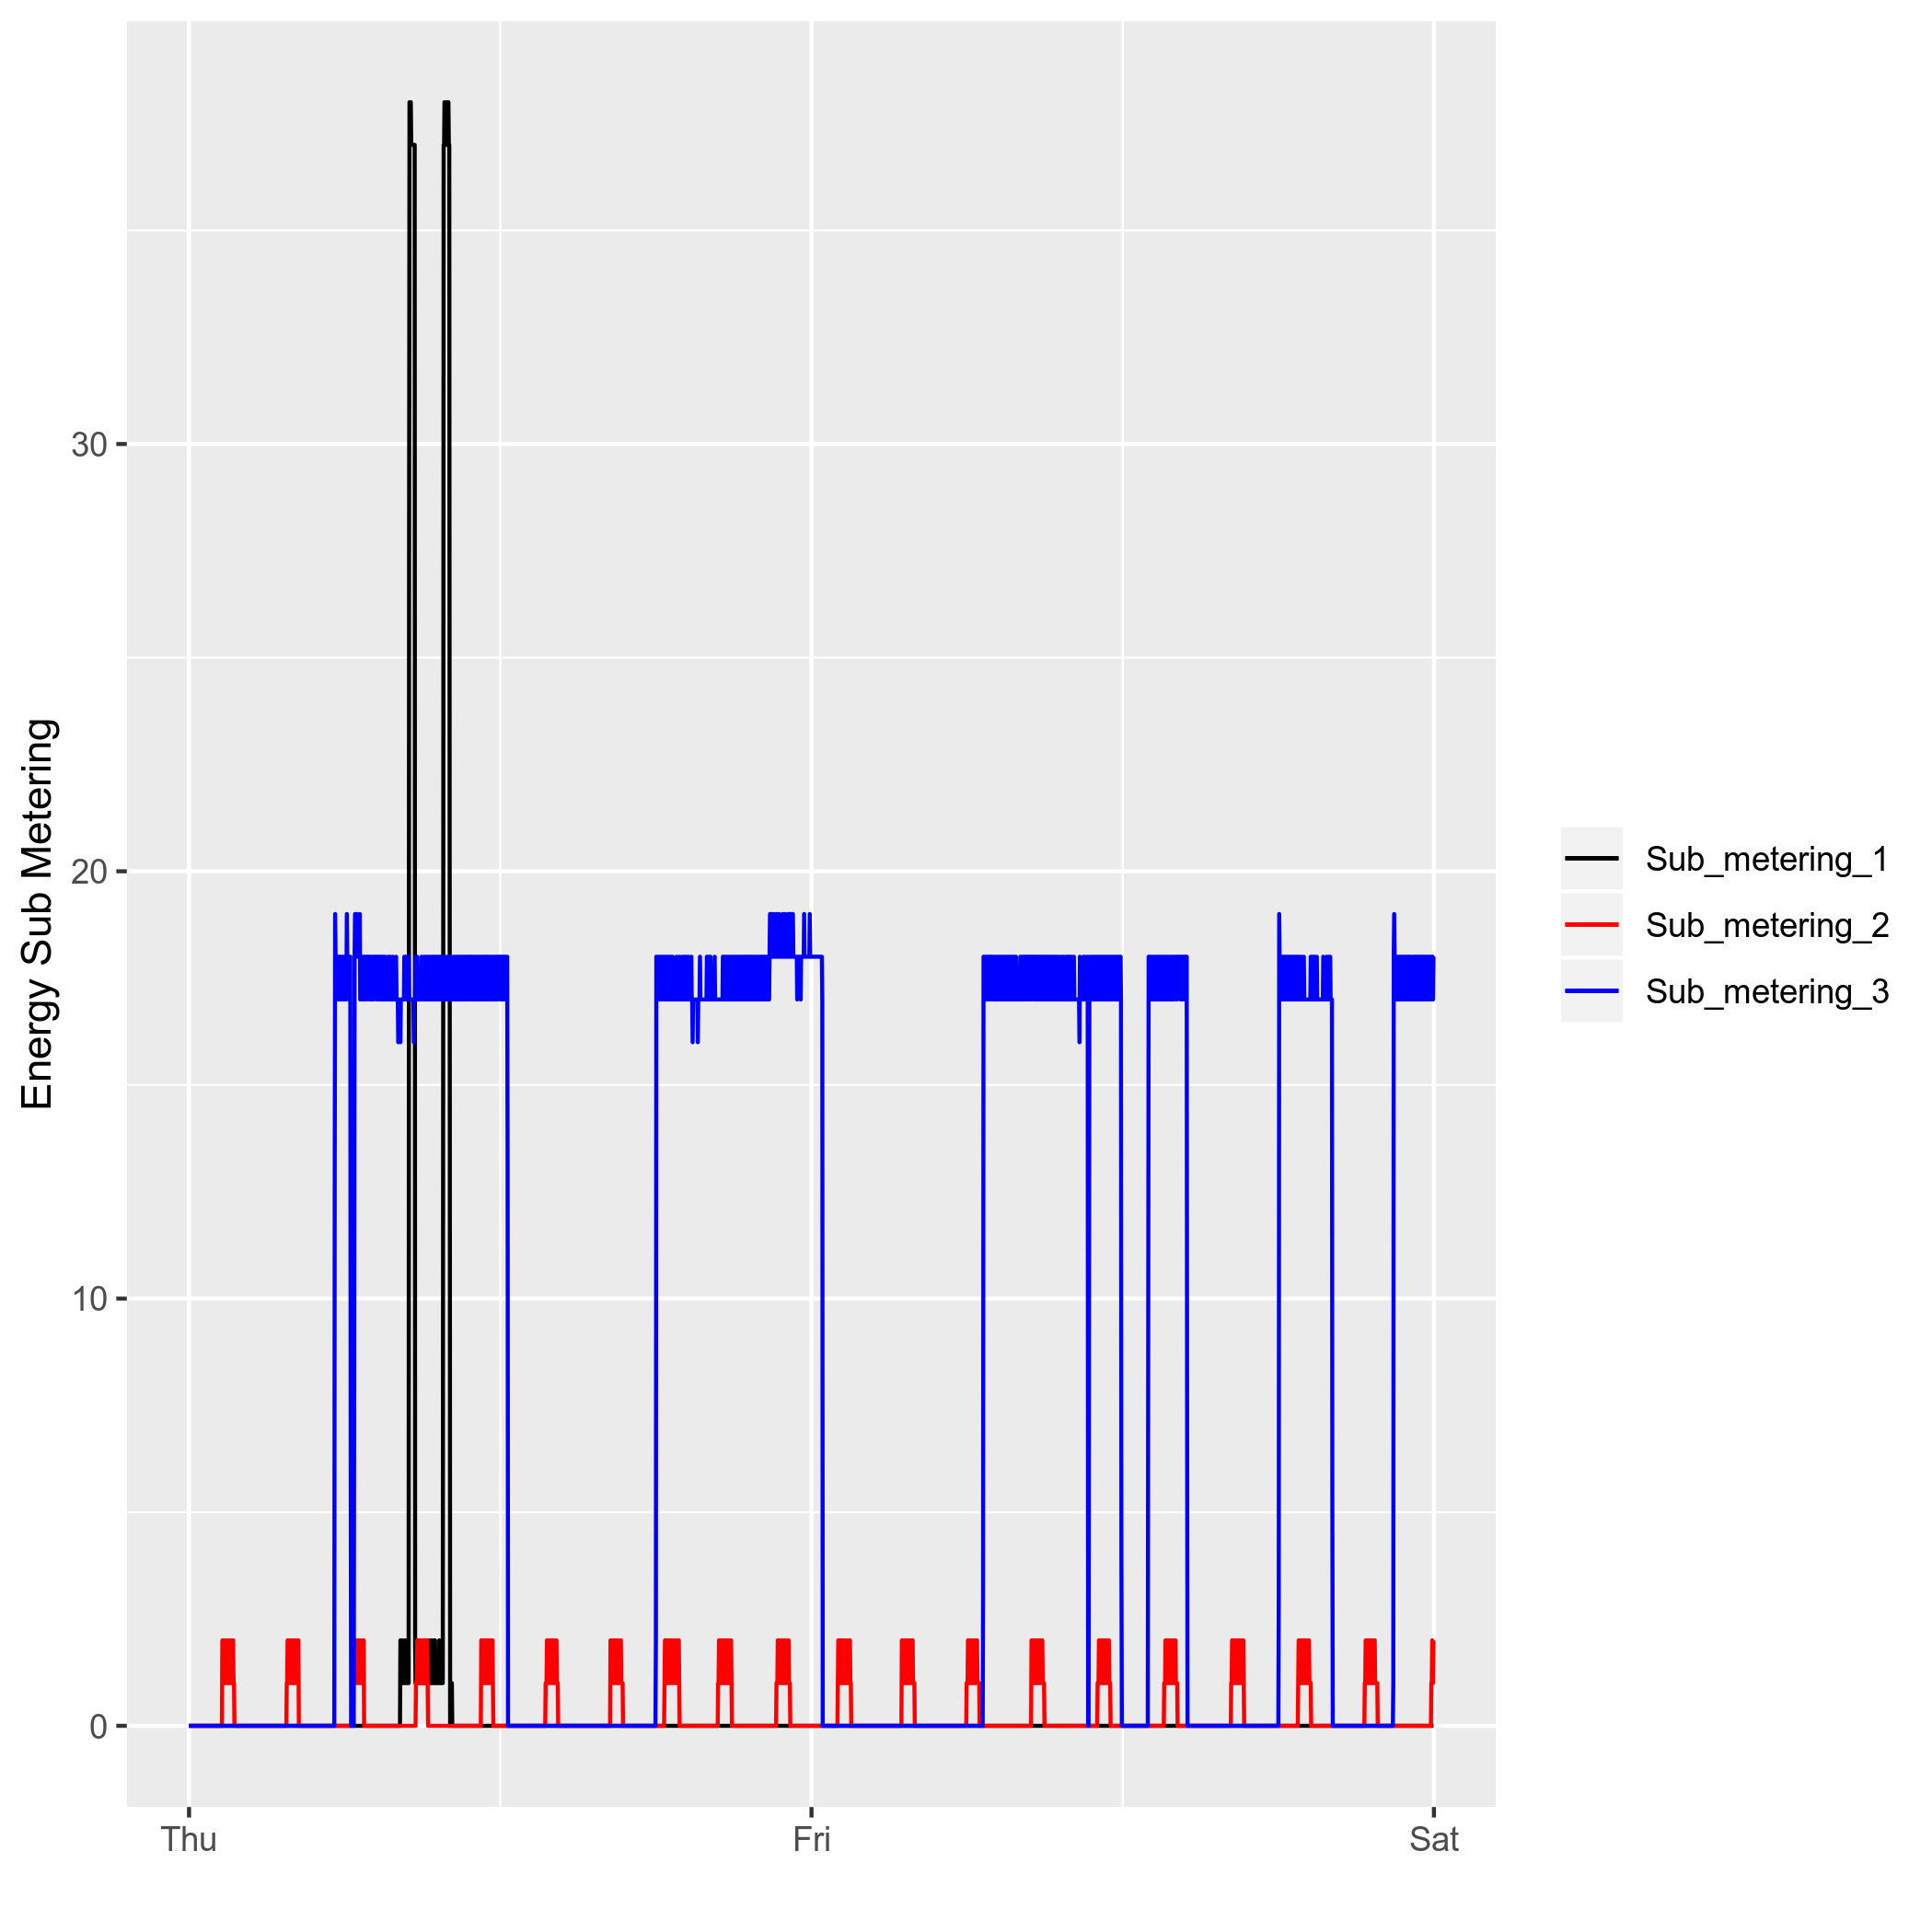 Energy Sub Metering
30
20
10
0
Thu
Fri
Sat
Sub_metering_1
Sub_metering_2
Sub_metering_3